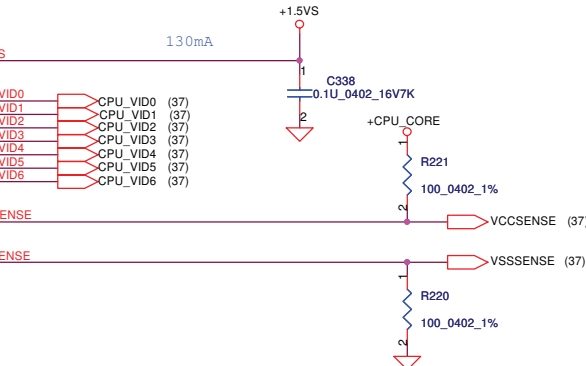 +1.5VS
130mA
S
1
C338
0.1U_0402_16V7K
2
VID0 CPU_VID0 (37)
VID1 CPU_VID1 (37)
VID2 CPU_VID2 (37)
VID3 CPU_VID3 (37)
VID4 CPU_VID4 (37)
VID5 CPU_VID5 (37)
VID6 CPU_VID6 (37)
+CPU_CORE
1
R221
100_0402_1%
2
ENSE VCCSENSE (37)
ENSE VSSSENSE (37)
1
R220
100_0402_1%
2